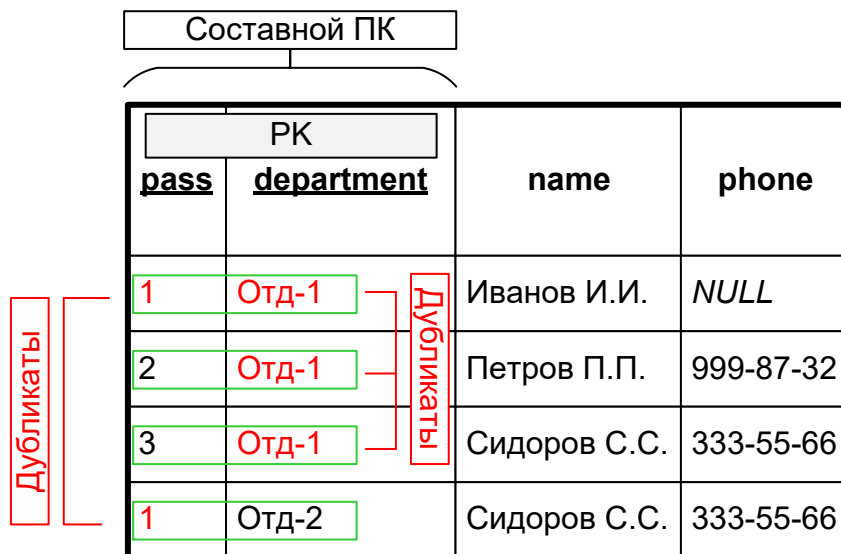 Составной ПК
PK
pass department name phone
1 Отд-1 Иванов И.И. NULL
2 Отд-1 Петров П.П. 999-87-32
3 Отд-1 Сидоров С.С. 333-55-66
1 Отд-2 Сидоров С.С. 333-55-66
Дубликаты
Дубликаты